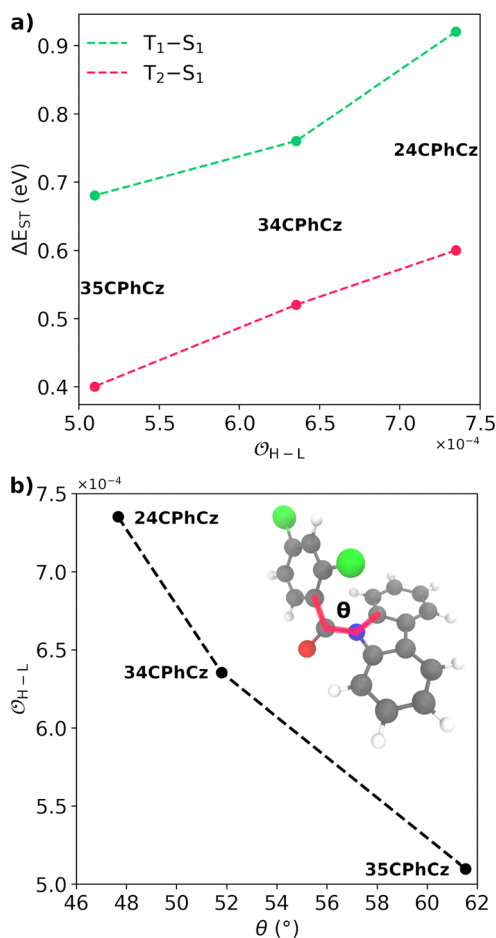 a)
0.9
0.8
0.7
0.6
0.5
0.4
ΔE_ST (eV)
T₁−S₁
T₂−S₁
24CPhCz
34CPhCz
35CPhCz
5.0 5.5 6.0 6.5 7.0 7.5
×10⁻⁴
𝒪_H−L
b)
×10⁻⁴
7.5
7.0
6.5
6.0
5.5
5.0
𝒪_H−L
24CPhCz
θ
34CPhCz
35CPhCz
46 48 50 52 54 56 58 60 62
θ (°)